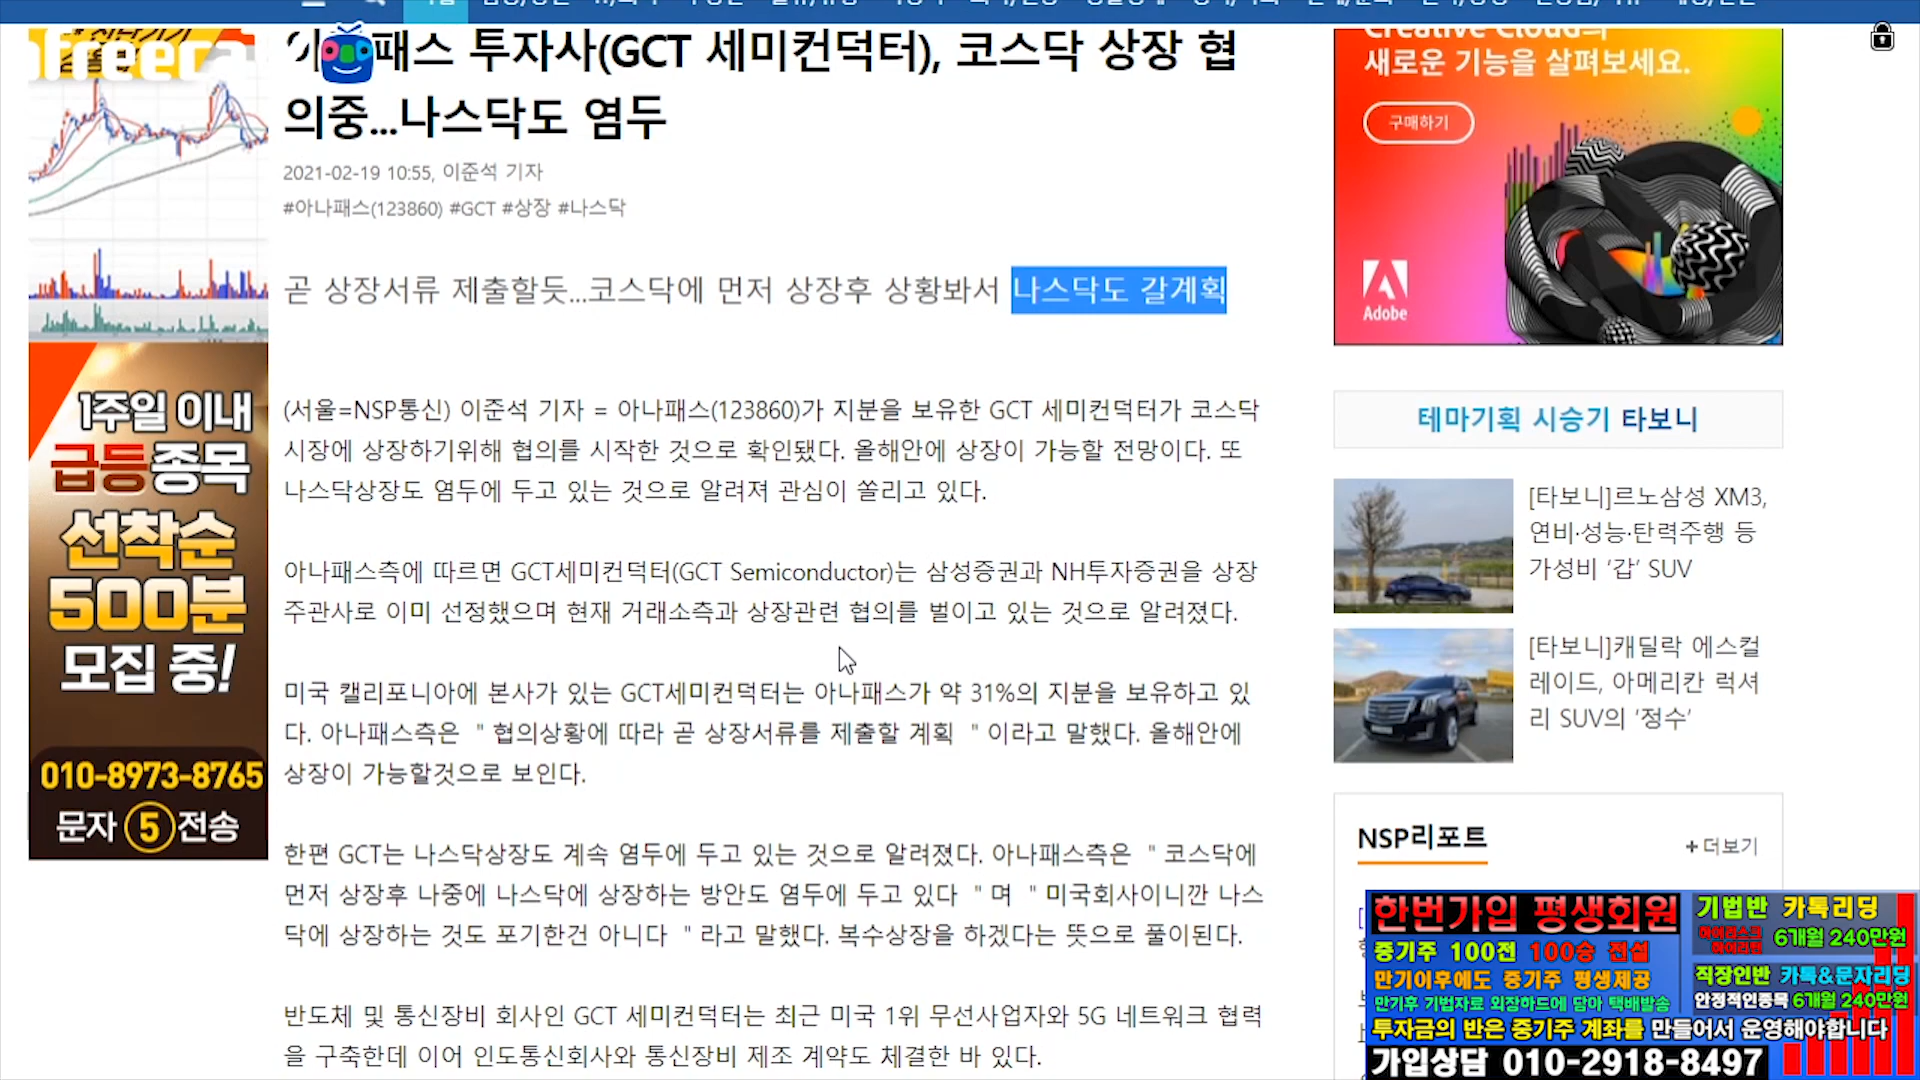 아나패스 투자사(GCT 세미컨덕터), 코스닥 상장 협
의중...나스닥도 염두
2021-02-19 10:55, 이준석 기자
#아나패스(123860) #GCT #상장 #나스닥
곧 상장서류 제출할듯...코스닥에 먼저 상장후 상황봐서 나스닥도 갈계획
(서울=NSP통신) 이준석 기자 = 아나패스(123860)가 지분을 보유한 GCT 세미컨덕터가 코스닥
시장에 상장하기위해 협의를 시작한 것으로 확인됐다. 올해안에 상장이 가능할 전망이다. 또
나스닥상장도 염두에 두고 있는 것으로 알려져 관심이 쏠리고 있다.
아나패스측에 따르면 GCT세미컨덕터(GCT Semiconductor)는 삼성증권과 NH투자증권을 상장
주관사로 이미 선정했으며 현재 거래소측과 상장관련 협의를 벌이고 있는 것으로 알려졌다.
미국 캘리포니아에 본사가 있는 GCT세미컨덕터는 아나패스가 약 31%의 지분을 보유하고 있
다. 아나패스측은 " 협의상황에 따라 곧 상장서류를 제출할 계획 " 이라고 말했다. 올해안에
상장이 가능할것으로 보인다.
한편 GCT는 나스닥상장도 계속 염두에 두고 있는 것으로 알려졌다. 아나패스측은 " 코스닥에
먼저 상장후 나중에 나스닥에 상장하는 방안도 염두에 두고 있다 " 며 " 미국회사이니깐 나스
닥에 상장하는 것도 포기한건 아니다 " 라고 말했다. 복수상장을 하겠다는 뜻으로 풀이된다.
반도체 및 통신장비 회사인 GCT 세미컨덕터는 최근 미국 1위 무선사업자와 5G 네트워크 협력
을 구축한데 이어 인도통신회사와 통신장비 제조 계약도 체결한 바 있다.
1주일 이내
급등종목
선착순
500분
모집 중!
010-8973-8765
문자 5 전송
Creative Cloud의
새로운 기능을 살펴보세요.
구매하기
Adobe
테마기획 시승기 타보니
[타보니]르노삼성 XM3,
연비·성능·탄력주행 등
가성비 '갑' SUV
[타보니]캐딜락 에스컬
레이드, 아메리칸 럭셔
리 SUV의 '정수'
NSP리포트
+ 더보기
한번가입 평생회원
중기주 100전 100승 전설
만기이후에도 중기주 평생제공
만기후 기법자료 외장하드에 담아 택배발송
기법반 카톡리딩
하이리스크
하이리턴
6개월 240만원
직장인반 카톡&문자리딩
안정적인종목 6개월 240만원
투자금의 반은 중기주 계좌를 만들어서 운영해야합니다
가입상담 010-2918-8497